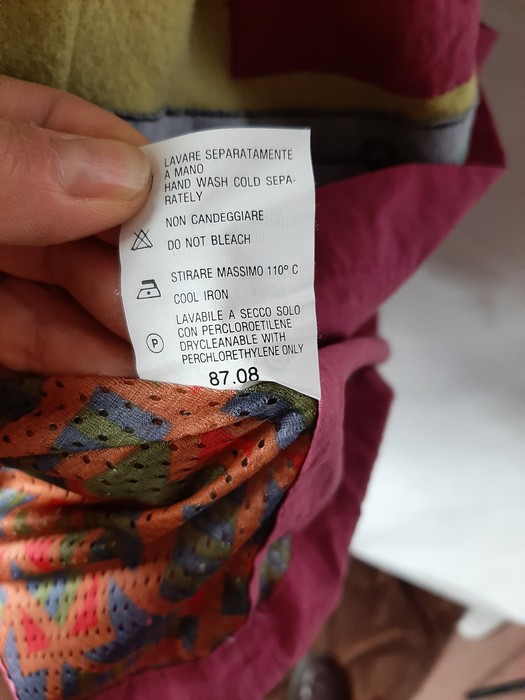 LAVARE SEPARATAMENTE
A MANO
HAND WASH COLD SEPA-
RATELY
NON CANDEGGIARE
DO NOT BLEACH
STIRARE MASSIMO 110º C
COOL IRON
LAVABILE A SECCO SOLO
CON PERCLOROETILENE
DRYCLEANABLE WITH
PERCHLORETHYLENE ONLY
P
87.08